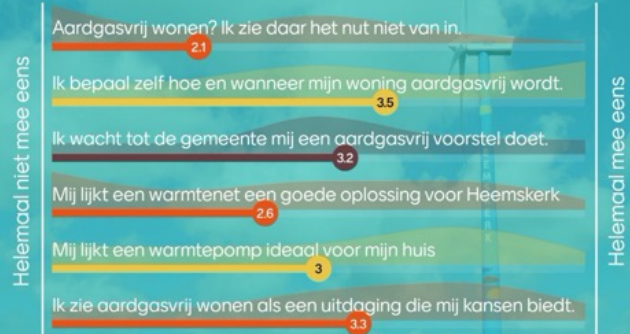 Helemaal niet mee eens
Aardgasvrij wonen? Ik zie daar het nut niet van in.
2.1
Ik bepaal zelf hoe en wanneer mijn woning aardgasvrij wordt.
3.5
Ik wacht tot de gemeente mij een aardgasvrij voorstel doet.
3.2
Mij lijkt een warmtenet een goede oplossing voor Heemskerk
2.6
Mij lijkt een warmtepomp ideaal voor mijn huis
3
Ik zie aardgasvrij wonen als een uitdaging die mij kansen biedt.
3.3
Helemaal mee eens